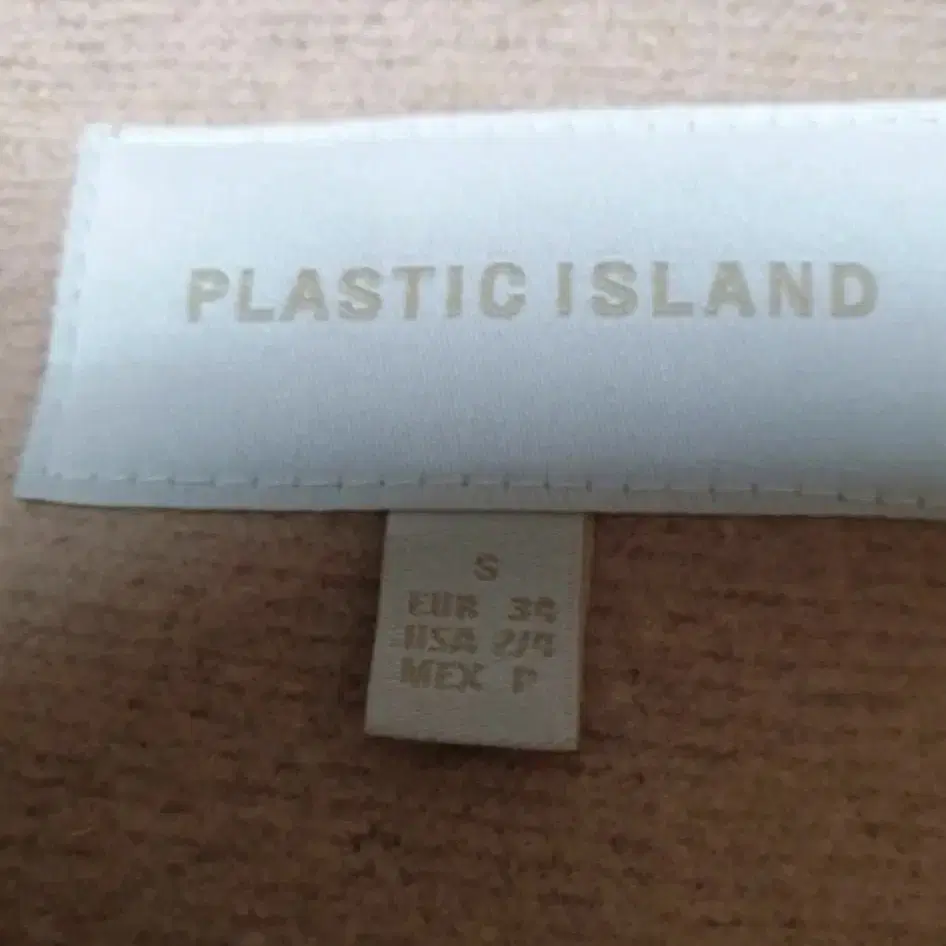 PLASTIC ISLAND
S
EUR 34
USA 2/4
MEX P